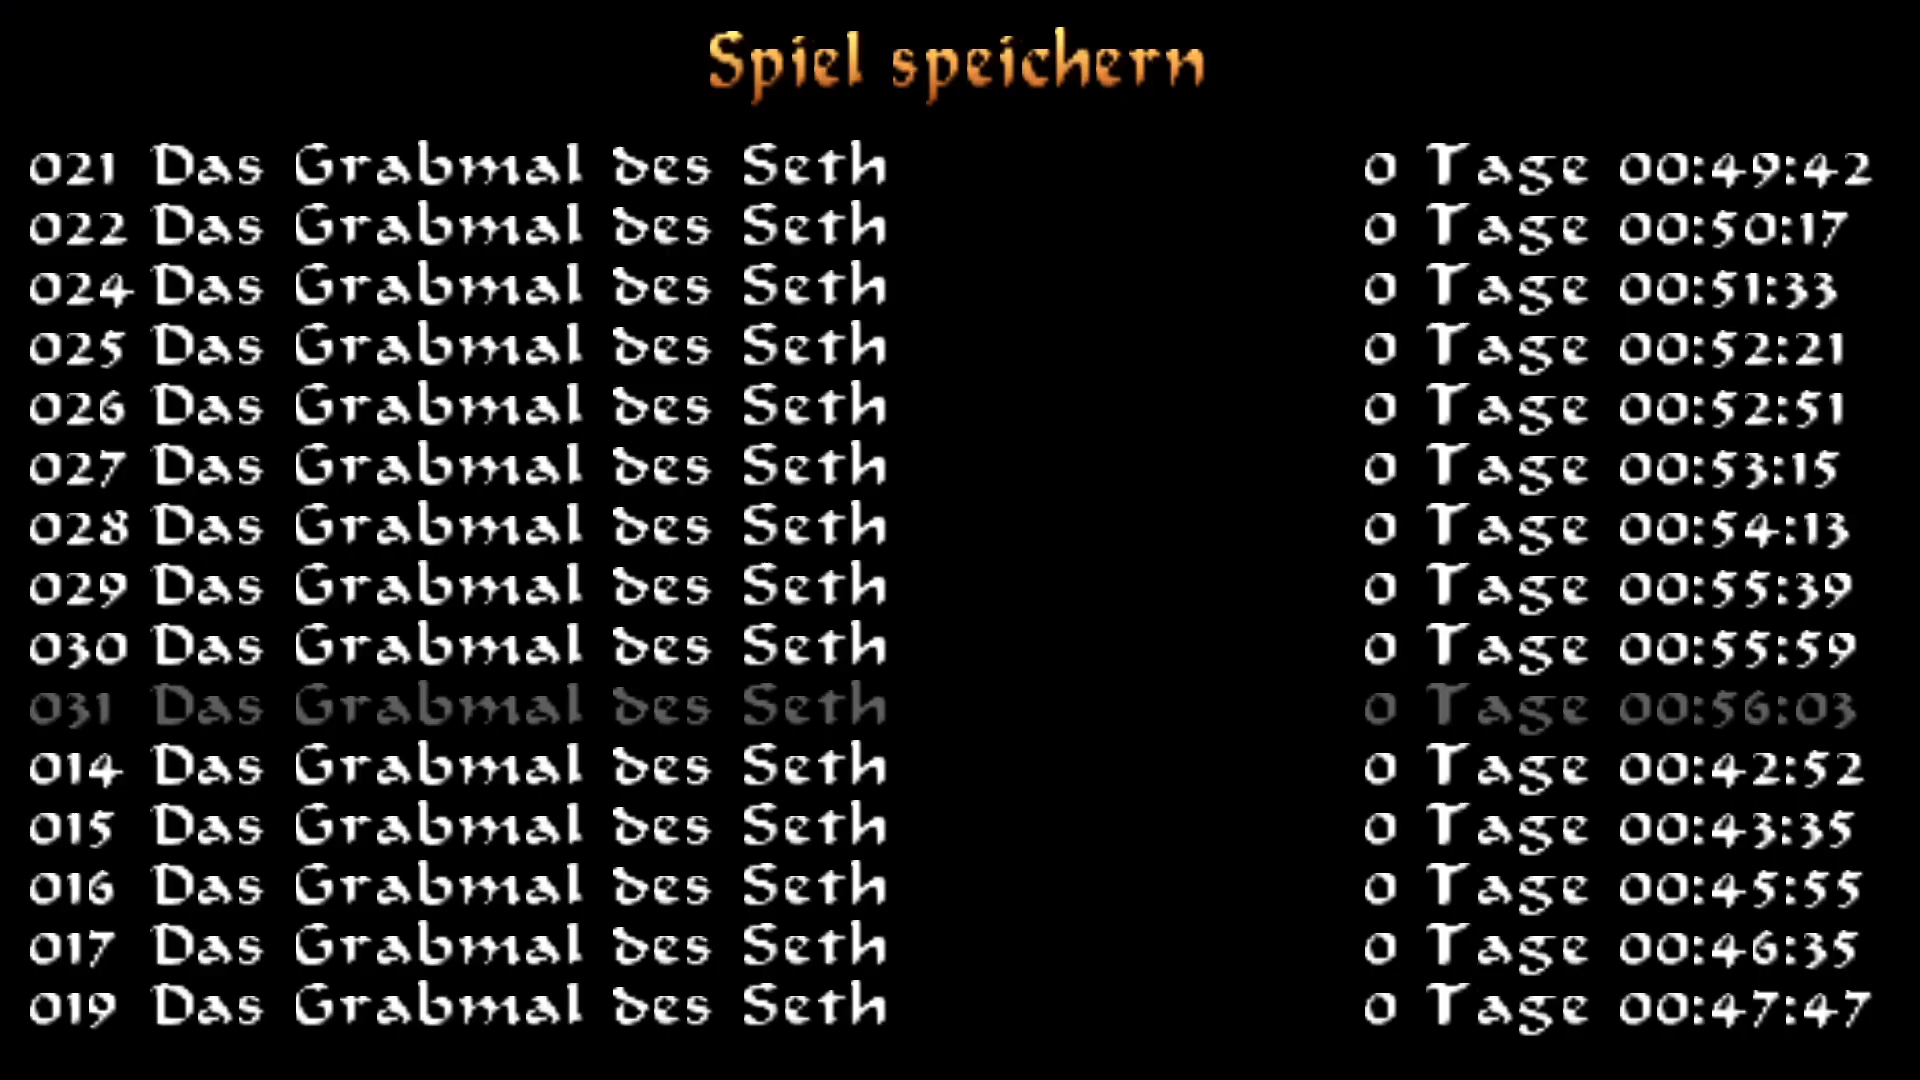 Spiel speichern
021 Das Grabmal des Seth 0 Tage 00:49:42
022 Das Grabmal des Seth 0 Tage 00:50:17
024 Das Grabmal des Seth 0 Tage 00:51:33
025 Das Grabmal des Seth 0 Tage 00:52:21
026 Das Grabmal des Seth 0 Tage 00:52:51
027 Das Grabmal des Seth 0 Tage 00:53:15
028 Das Grabmal des Seth 0 Tage 00:54:13
029 Das Grabmal des Seth 0 Tage 00:55:39
030 Das Grabmal des Seth 0 Tage 00:55:59
031 Das Grabmal des Seth 0 Tage 00:56:03
014 Das Grabmal des Seth 0 Tage 00:42:52
015 Das Grabmal des Seth 0 Tage 00:43:35
016 Das Grabmal des Seth 0 Tage 00:45:55
017 Das Grabmal des Seth 0 Tage 00:46:35
019 Das Grabmal des Seth 0 Tage 00:47:47